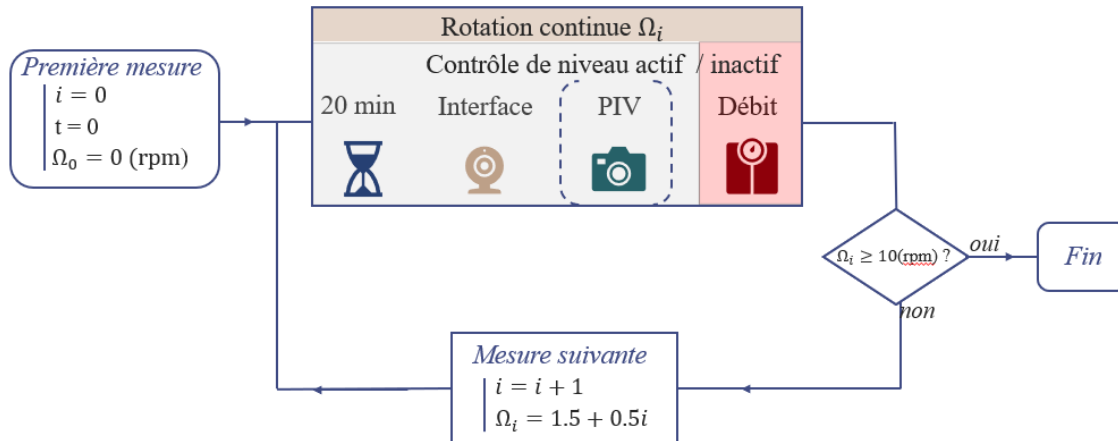 Première mesure
i = 0
t = 0
Ω₀ = 0 (rpm)
Rotation continue Ωᵢ
Contrôle de niveau actif / inactif
20 min Interface PIV Débit
Ωᵢ ≥ 10(rpm) ?
oui
Fin
non
Mesure suivante
i = i + 1
Ωᵢ = 1.5 + 0.5i